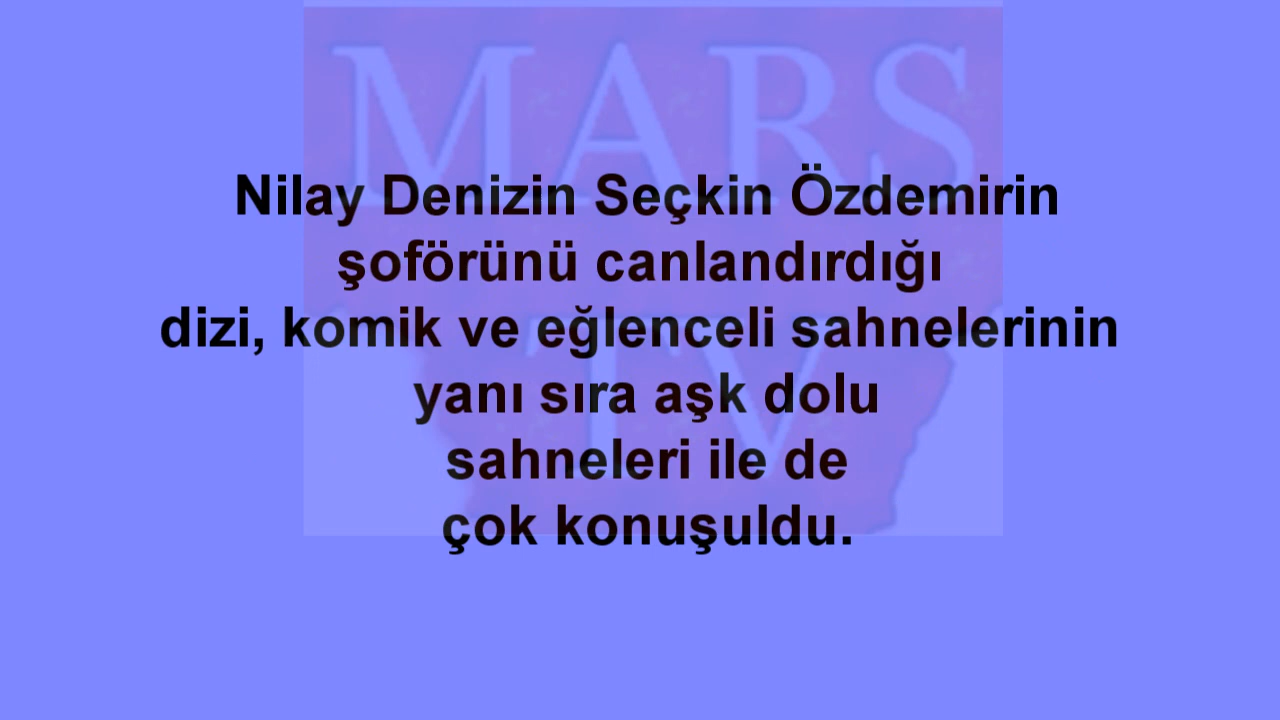 MARS
TV
Nilay Denizin Seçkin Özdemirin
şoförünü canlandırdığı
dizi, komik ve eğlenceli sahnelerinin
yanı sıra aşk dolu
sahneleri ile de
çok konuşuldu.